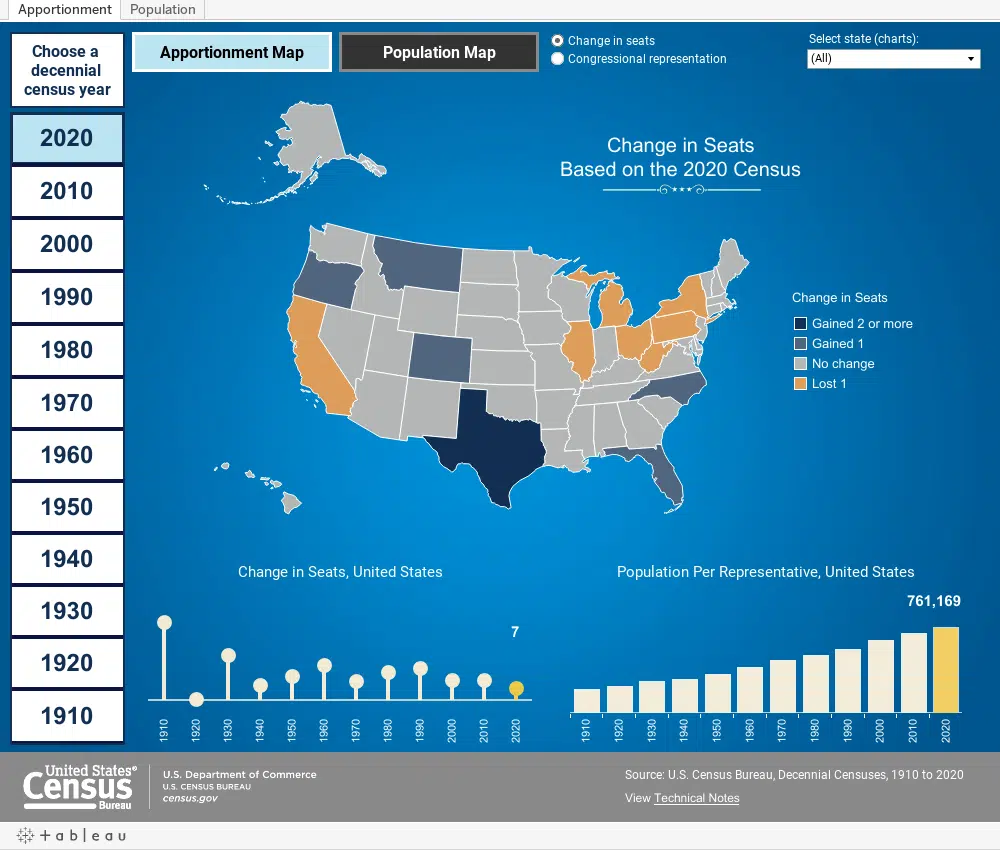 Apportionment
Population
Choose a
decennial
census year
2020
2010
2000
1990
1980
1970
1960
1950
1940
1930
1920
1910
Apportionment Map
Population Map
Change in seats
Congressional representation
Select state (charts):
(All)
Change in Seats
Based on the 2020 Census
Change in Seats
Gained 2 or more
Gained 1
No change
Lost 1
Change in Seats, United States
7
1910 1920 1930 1940 1950 1960 1970 1980 1990 2000 2010 2020
Population Per Representative, United States
761,169
1910 1920 1930 1940 1950 1960 1970 1980 1990 2000 2010 2020
United States®
Census
Bureau
U.S. Department of Commerce
U.S. CENSUS BUREAU
census.gov
Source: U.S. Census Bureau, Decennial Censuses, 1910 to 2020
View Technical Notes
+ableau